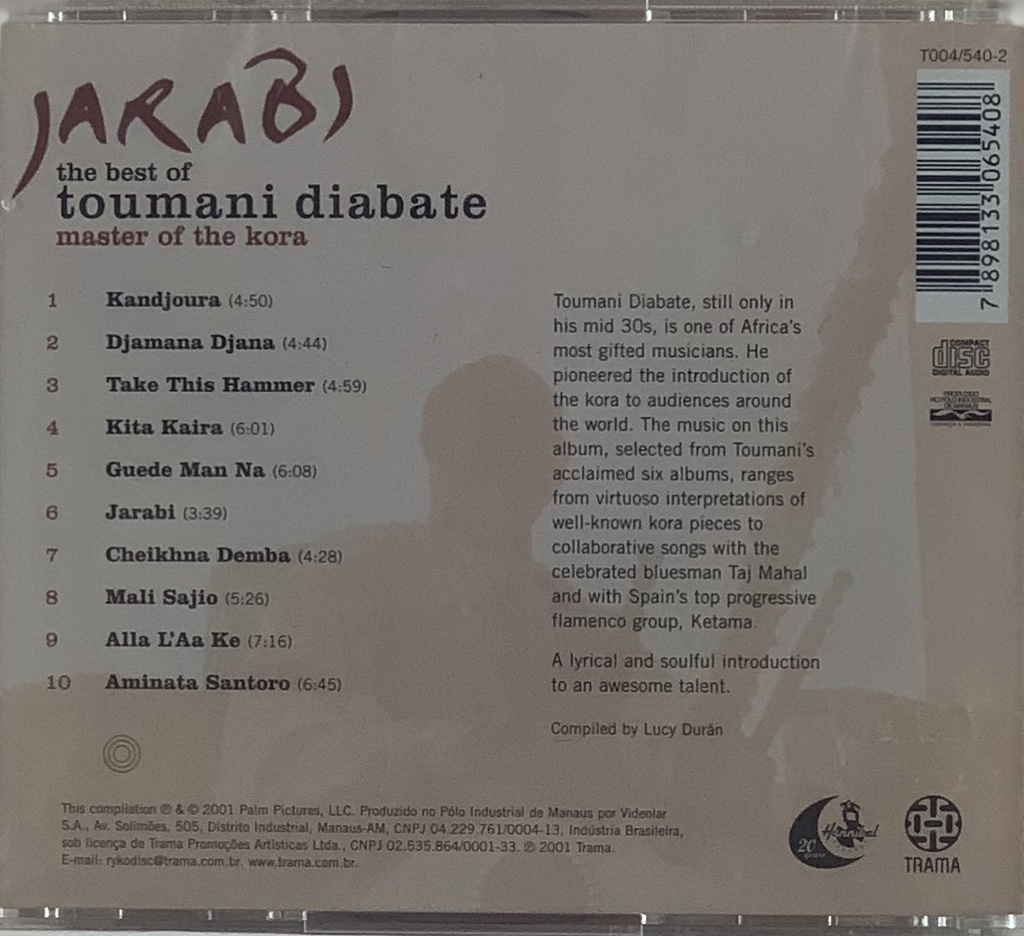 T004/540-2
JARABI
the best of
toumani diabate
master of the kora
1 Kandjoura (4:50)
2 Djamana Djana (4:44)
3 Take This Hammer (4:59)
4 Kita Kaira (6:01)
5 Guede Man Na (6:08)
6 Jarabi (3:39)
7 Cheikhna Demba (4:28)
8 Mali Sajio (5:26)
9 Alla L'Aa Ke (7:16)
10 Aminata Santoro (6:45)
Toumani Diabate, still only in
his mid 30s, is one of Africa's
most gifted musicians. He
pioneered the introduction of
the kora to audiences around
the world. The music on this
album, selected from Toumani's
acclaimed six albums, ranges
from virtuoso interpretations of
well-known kora pieces to
collaborative songs with the
celebrated bluesman Taj Mahal
and with Spain's top progressive
flamenco group, Ketama.
A lyrical and soulful introduction
to an awesome talent.
Compiled by Lucy Durán
7 898133 065408
COMPACT
disc
DIGITAL AUDIO
PRODUZIDO
NO PÓLO INDUSTRIAL
DE MANAUS
This compilation ℗ & © 2001 Palm Pictures, LLC. Produzido no Pólo Industrial de Manaus por Videolar
S.A., Av. Solimões, 505, Distrito Industrial, Manaus-AM, CNPJ 04.229.761/0004-13, Indústria Brasileira,
sob licença de Trama Promoções Artísticas Ltda., CNPJ 02.535.864/0001-33. ℗ 2001 Trama.
E-mail: rykodisc@trama.com.br. www.trama.com.br.
Hannibal
20
years
TRAMA